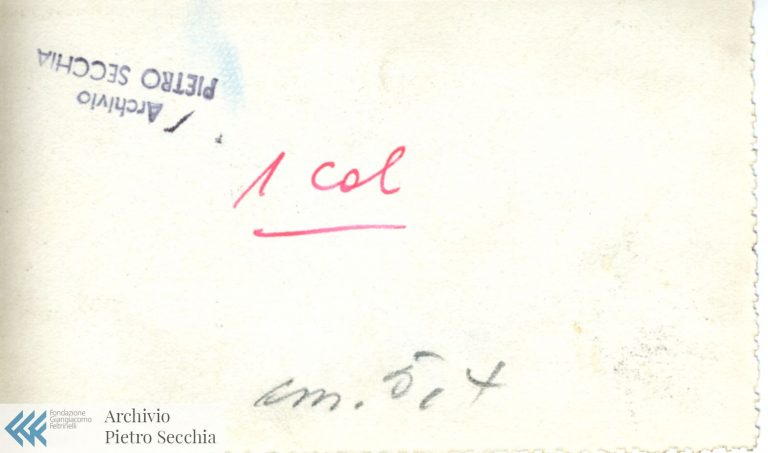 Archivio
PIETRO SECCHIA
1 col
cm. 5,4
Fondazione
Giangiacomo
Feltrinelli
Archivio
Pietro Secchia